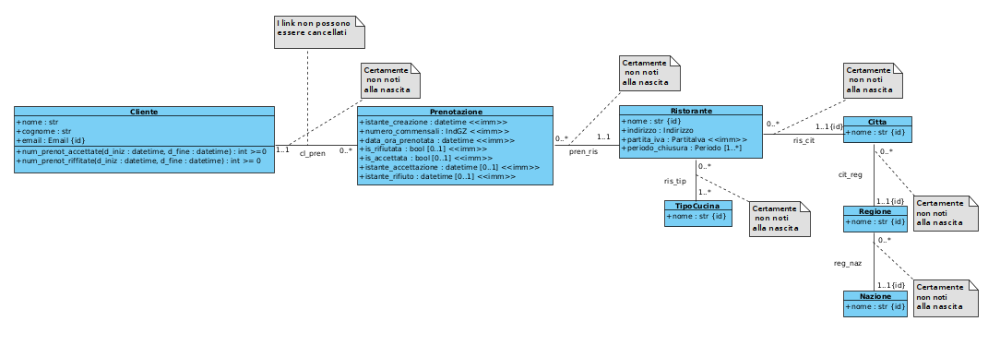 I link non possono
essere cancellati
Certamente
non noti
alla nascita
Certamente
non noti
alla nascita
Certamente
non noti
alla nascita
Cliente
+nome : str
+cognome : str
+email : Email {id}
+num_prenot_accettate(d_iniz : datetime, d_fine : datetime) : int >=0
+num_prenot_riffitate(d_iniz : datetime, d_fine : datetime) : int >= 0
1..1
cl_pren
0..*
Prenotazione
+istante_creazione : datetime <<imm>>
+numero_commensali : IndGZ <<imm>>
+data_ora_prenotata : datetime <<imm>>
+is_rifiutata : bool [0..1] <<imm>>
+is_accettata : bool [0..1] <<imm>>
+istante_accettazione : datetime [0..1] <<imm>>
+istante_rifiuto : datetime [0..1] <<imm>>
0..*
1..1
pren_ris
Ristorante
+nome : str {id}
+indirizzo : Indirizzo
+partita_iva : PartitaIva <<imm>>
+periodo_chiusura : Periodo [1..*]
0..*
1..1{id}
ris_cit
Citta
+nome : str {id}
0..*
ris_tip
1..*
TipoCucina
+nome : str {id}
Certamente
non noti
alla nascita
0..*
cit_reg
1..1{id}
Certamente
non noti
alla nascita
Regione
+nome : str {id}
0..*
reg_naz
1..1{id}
Certamente
non noti
alla nascita
Nazione
+nome : str {id}